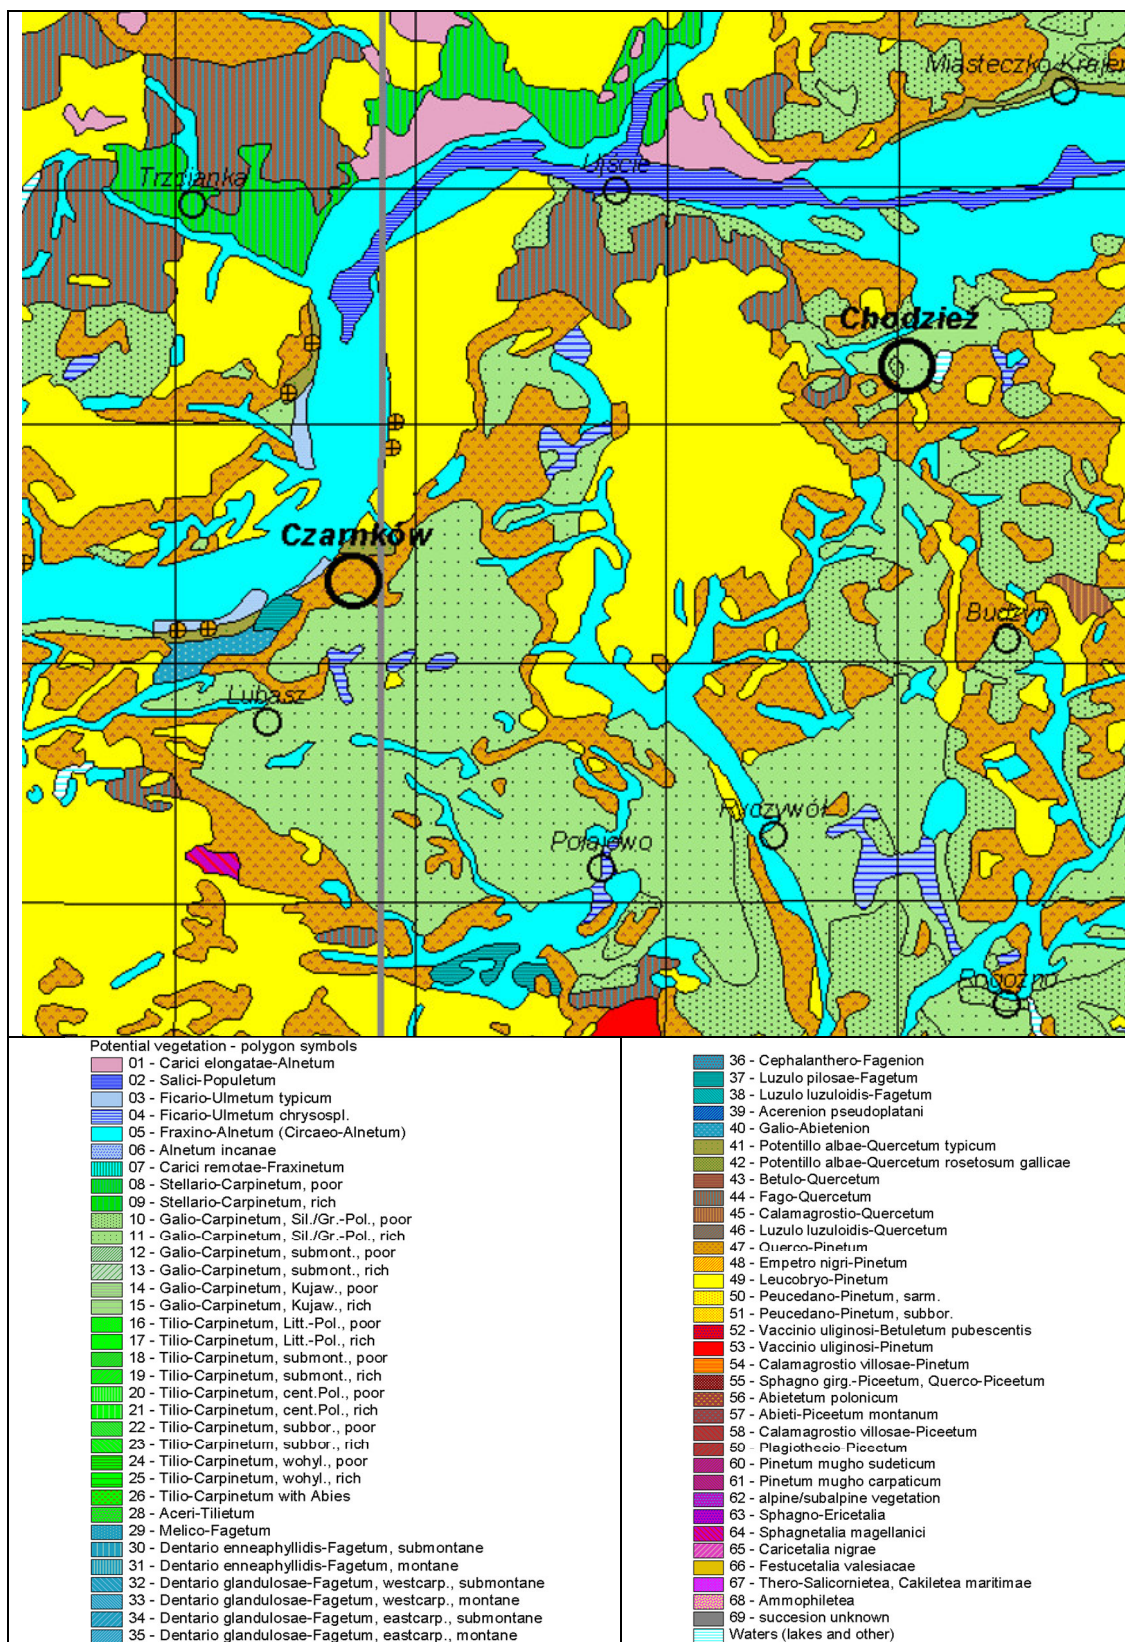 Miasteczko Krajeń
Ujście
Trzcianka
Chodzież
Czarnków
Budzyń
Lubasz
Ryczywół
Połajewo
Rogoźno
Potential vegetation - polygon symbols
01 - Carici elongatae-Alnetum
02 - Salici-Populetum
03 - Ficario-Ulmetum typicum
04 - Ficario-Ulmetum chrysospl.
05 - Fraxino-Alnetum (Circaeo-Alnetum)
06 - Alnetum incanae
07 - Carici remotae-Fraxinetum
08 - Stellario-Carpinetum, poor
09 - Stellario-Carpinetum, rich
10 - Galio-Carpinetum, Sil./Gr.-Pol., poor
11 - Galio-Carpinetum, Sil./Gr.-Pol., rich
12 - Galio-Carpinetum, submont., poor
13 - Galio-Carpinetum, submont., rich
14 - Galio-Carpinetum, Kujaw., poor
15 - Galio-Carpinetum, Kujaw., rich
16 - Tilio-Carpinetum, Litt.-Pol., poor
17 - Tilio-Carpinetum, Litt.-Pol., rich
18 - Tilio-Carpinetum, submont., poor
19 - Tilio-Carpinetum, submont., rich
20 - Tilio-Carpinetum, cent.Pol., poor
21 - Tilio-Carpinetum, cent.Pol., rich
22 - Tilio-Carpinetum, subbor., poor
23 - Tilio-Carpinetum, subbor., rich
24 - Tilio-Carpinetum, wohyl., poor
25 - Tilio-Carpinetum, wohyl., rich
26 - Tilio-Carpinetum with Abies
28 - Aceri-Tilietum
29 - Melico-Fagetum
30 - Dentario enneaphyllidis-Fagetum, submontane
31 - Dentario enneaphyllidis-Fagetum, montane
32 - Dentario glandulosae-Fagetum, westcarp., submontane
33 - Dentario glandulosae-Fagetum, westcarp., montane
34 - Dentario glandulosae-Fagetum, eastcarp., submontane
35 - Dentario glandulosae-Fagetum, eastcarp., montane
36 - Cephalanthero-Fagenion
37 - Luzulo pilosae-Fagetum
38 - Luzulo luzuloidis-Fagetum
39 - Acerenion pseudoplatani
40 - Galio-Abietenion
41 - Potentillo albae-Quercetum typicum
42 - Potentillo albae-Quercetum rosetosum gallicae
43 - Betulo-Quercetum
44 - Fago-Quercetum
45 - Calamagrostio-Quercetum
46 - Luzulo luzuloidis-Quercetum
47 - Querco-Pinetum
48 - Empetro nigri-Pinetum
49 - Leucobryo-Pinetum
50 - Peucedano-Pinetum, sarm.
51 - Peucedano-Pinetum, subbor.
52 - Vaccinio uliginosi-Betuletum pubescentis
53 - Vaccinio uliginosi-Pinetum
54 - Calamagrostio villosae-Pinetum
55 - Sphagno girg.-Piceetum, Querco-Piceetum
56 - Abietetum polonicum
57 - Abieti-Piceetum montanum
58 - Calamagrostio villosae-Piceetum
59 - Plagiothecio-Piceetum
60 - Pinetum mugho sudeticum
61 - Pinetum mugho carpaticum
62 - alpine/subalpine vegetation
63 - Sphagno-Ericetalia
64 - Sphagnetalia magellanici
65 - Caricetalia nigrae
66 - Festucetalia valesiacae
67 - Thero-Salicornietea, Cakiletea maritimae
68 - Ammophiletea
69 - succesion unknown
Waters (lakes and other)